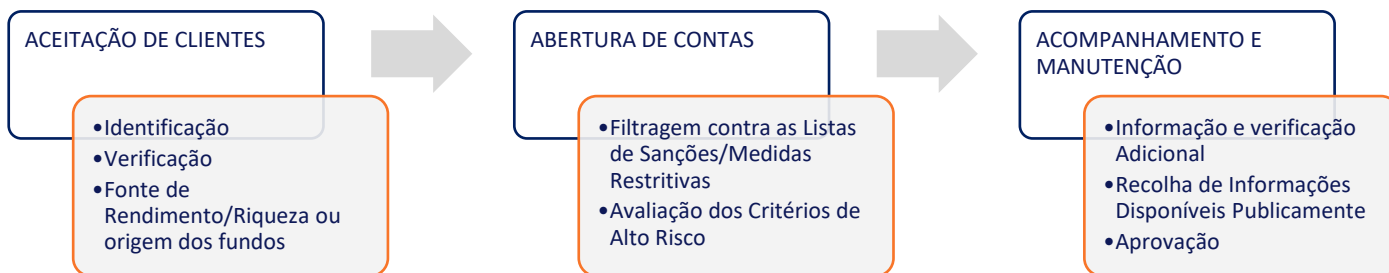 ACEITAÇÃO DE CLIENTES
•Identificação
•Verificação
•Fonte de
Rendimento/Riqueza ou
origem dos fundos
ABERTURA DE CONTAS
•Filtragem contra as Listas
de Sanções/Medidas
Restritivas
•Avaliação dos Critérios de
Alto Risco
ACOMPANHAMENTO E
MANUTENÇÃO
•Informação e verificação
Adicional
•Recolha de Informações
Disponíveis Publicamente
•Aprovação